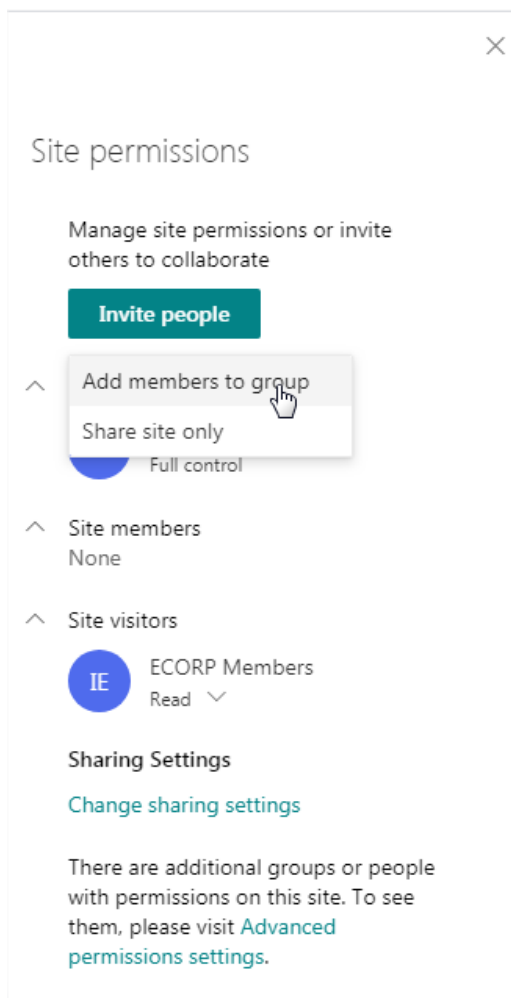 Site permissions
Manage site permissions or invite
others to collaborate
Invite people
Add members to group
Share site only
Full control
Site members
None
Site visitors
IE
ECORP Members
Read
Sharing Settings
Change sharing settings
There are additional groups or people
with permissions on this site. To see
them, please visit Advanced
permissions settings.